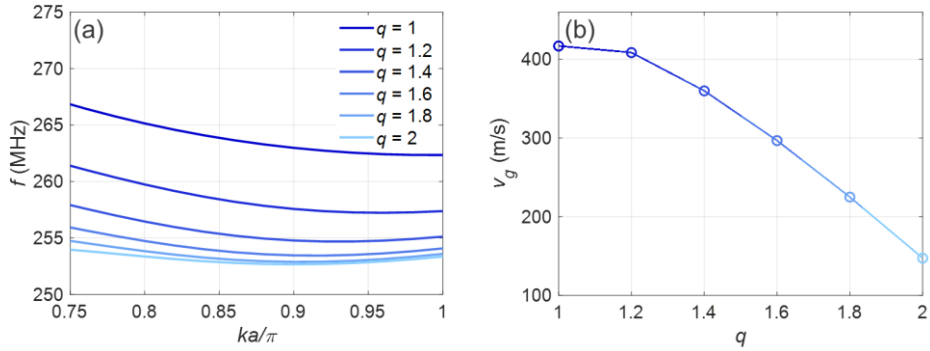 (a)
275
270
265
260
255
250
f (MHz)
0.75
0.8
0.85
0.9
0.95
1
ka/π
q = 1
q = 1.2
q = 1.4
q = 1.6
q = 1.8
q = 2
(b)
400
300
200
100
v_g (m/s)
1
1.2
1.4
1.6
1.8
2
q